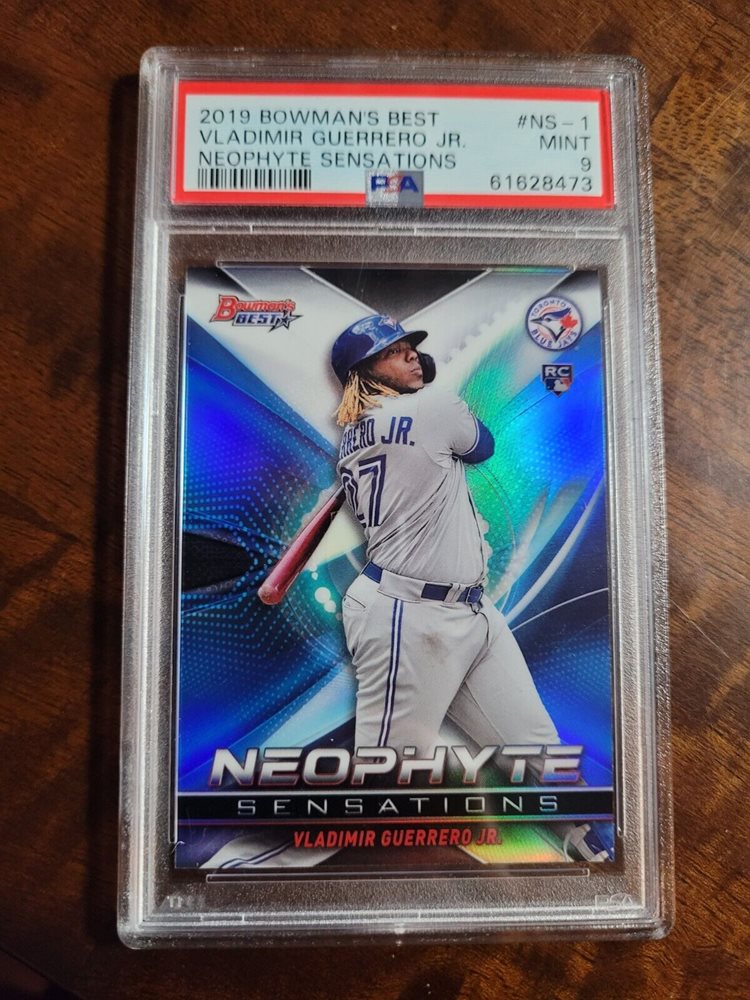 2019 BOWMAN'S BEST #NS-1
VLADIMIR GUERRERO JR. MINT
NEOPHYTE SENSATIONS 9
PSA 61628473
Bowman's
BEST
TORONTO
BLUE JAYS
RC
RRERO JR.
27
NEOPHYTE
SENSATIONS
VLADIMIR GUERRERO JR.